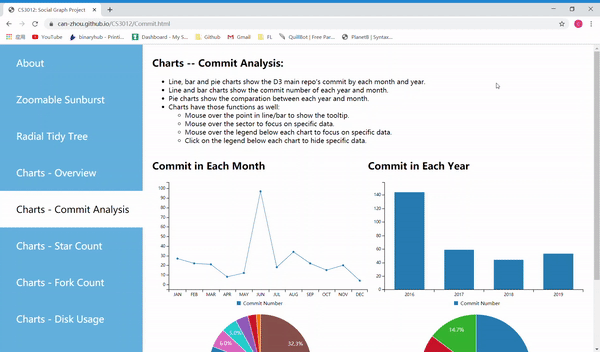 CS3012: Social Graph Project
can-zhou.github.io/CS3012/Commit.html
应用
YouTube
binaryhub - Printi...
Dashboard - My S...
Github
Gmail
FL
QuillBot | Free Par...
PlanetB | Syntax...
About
Zoomable Sunburst
Radial Tidy Tree
Charts - Overview
Charts - Commit Analysis
Charts - Star Count
Charts - Fork Count
Charts - Disk Usage
Charts -- Commit Analysis:
Line, bar and pie charts show the D3 main repo's commit by each month and year.
Line and bar charts show the commit number of each year and month.
Pie charts show the comparation between each year and month.
Charts have those functions as well:
Mouse over the point in line/bar to show the tooltip.
Mouse over the sector to focus on specific data.
Mouse over the legend below each chart to focus on specific data.
Click on the legend below each chart to hide specific data.
Commit in Each Month
100
90
80
70
60
50
40
30
20
10
0
JAN FEB MAR APR MAY JUN JUL AUG SEP OCT NOV DEC
Commit Number
Commit in Each Year
160
140
120
100
80
60
40
20
0
2016 2017 2018 2019
Commit Number
5.0%
6.0%
32.3%
14.7%